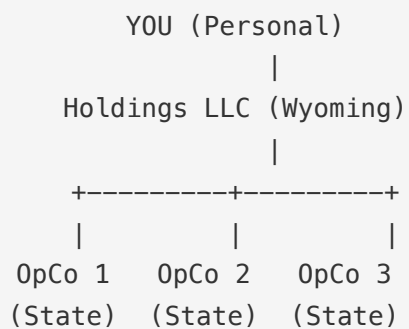 YOU (Personal)
|
Holdings LLC (Wyoming)
|
+---------+---------+
| | |
OpCo 1 OpCo 2 OpCo 3
(State) (State) (State)